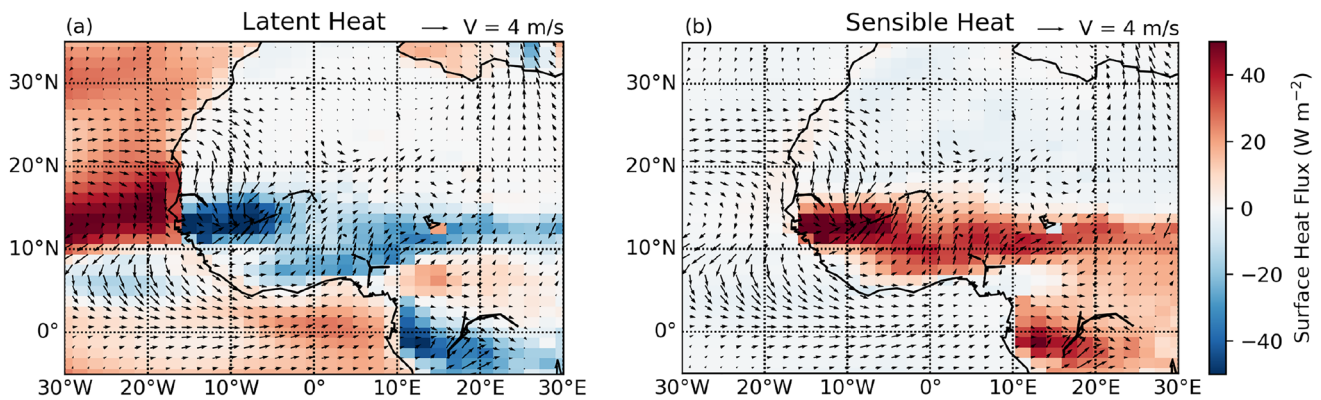 (a) Latent Heat → V = 4 m/s
30°N
20°N
10°N
0°
30°W 20°W 10°W 0° 10°E 20°E 30°E
(b) Sensible Heat → V = 4 m/s
30°N
20°N
10°N
0°
30°W 20°W 10°W 0° 10°E 20°E 30°E
40
20
0
−20
−40
Surface Heat Flux (W m⁻²)